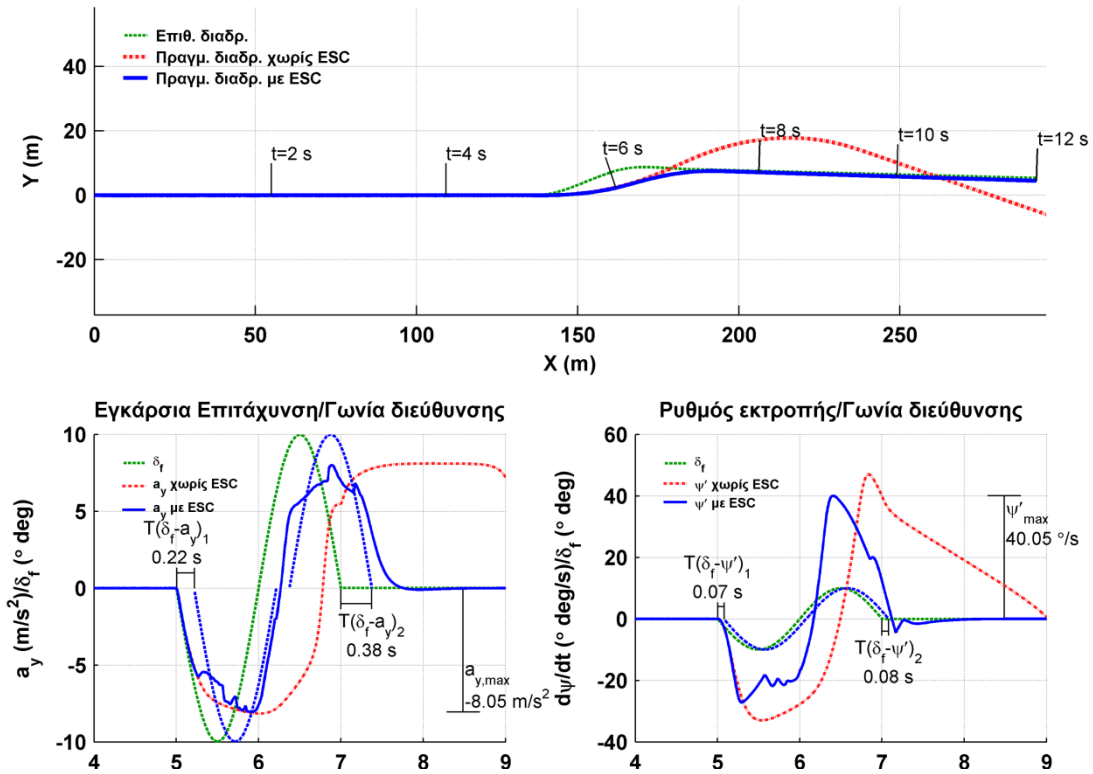 Επιθ. διαδρ.
Πραγμ. διαδρ. χωρίς ESC
Πραγμ. διαδρ. με ESC
40
20
0
-20
Y (m)
t=2 s
t=4 s
t=6 s
t=8 s
t=10 s
t=12 s
0
50
100
150
200
250
X (m)
Εγκάρσια Επιτάχυνση/Γωνία διεύθυνσης
10
5
0
-5
-10
a_y (m/s²)/δ_f (° deg)
δ_f
a_y χωρίς ESC
a_y με ESC
T(δ_f-a_y)_1
0.22 s
T(δ_f-a_y)_2
0.38 s
a_y,max
-8.05 m/s²
4
5
6
7
8
9
Ρυθμός εκτροπής/Γωνία διεύθυνσης
60
40
20
0
-20
-40
dψ/dt (° deg/s)/δ_f (° deg)
δ_f
ψ' χωρίς ESC
ψ' με ESC
T(δ_f-ψ')_1
0.07 s
T(δ_f-ψ')_2
0.08 s
ψ'_max
40.05 °/s
4
5
6
7
8
9